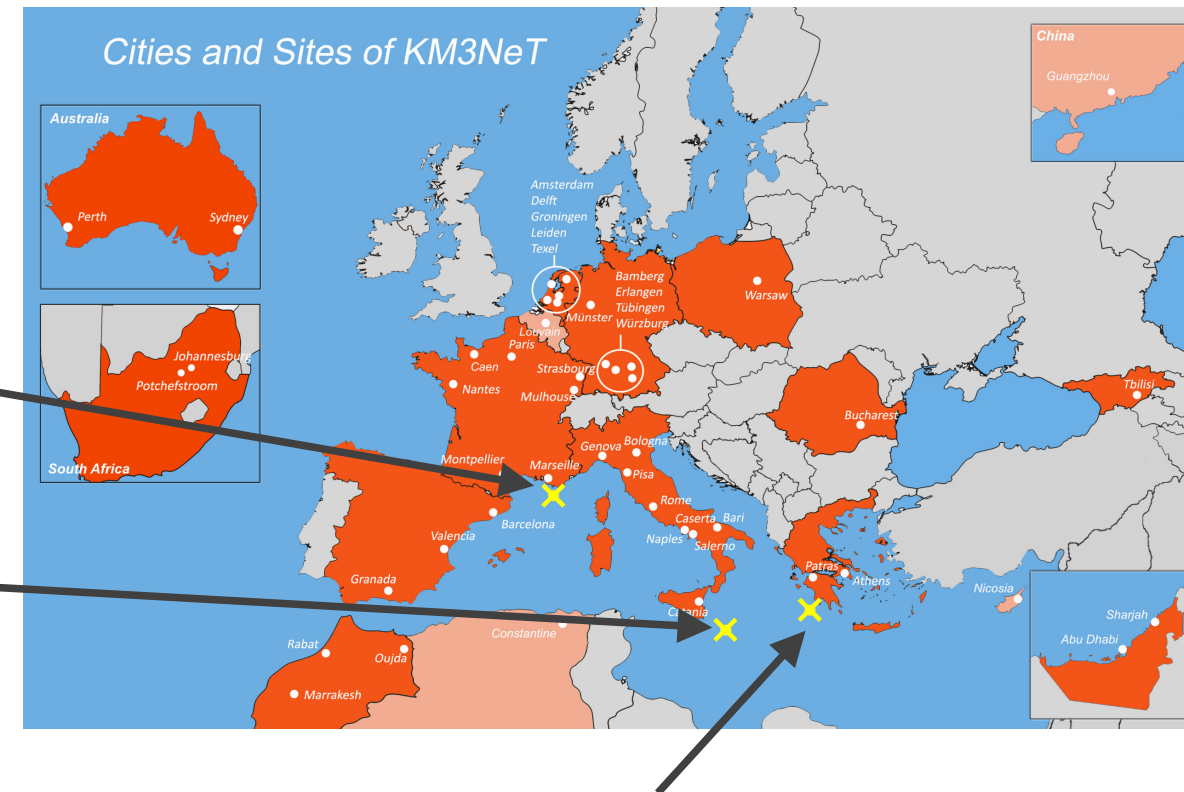 Cities and Sites of KM3NeT
China
Guangzhou
Australia
Perth
Sydney
Amsterdam
Delft
Groningen
Leiden
Texel
Bamberg
Erlangen
Tübingen
Würzburg
Münster
Warsaw
Louvain
Paris
Caen
Strasbourg
Nantes
Mulhouse
Johannesburg
Potchefstroom
South Africa
Tbilisi
Bucharest
Genova
Bologna
Montpellier
Marseille
Pisa
Rome
Barcelona
Caserta
Bari
Naples
Salerno
Valencia
Granada
Patras
Athens
Catania
Nicosia
Constantine
Rabat
Oujda
Marrakesh
Sharjah
Abu Dhabi